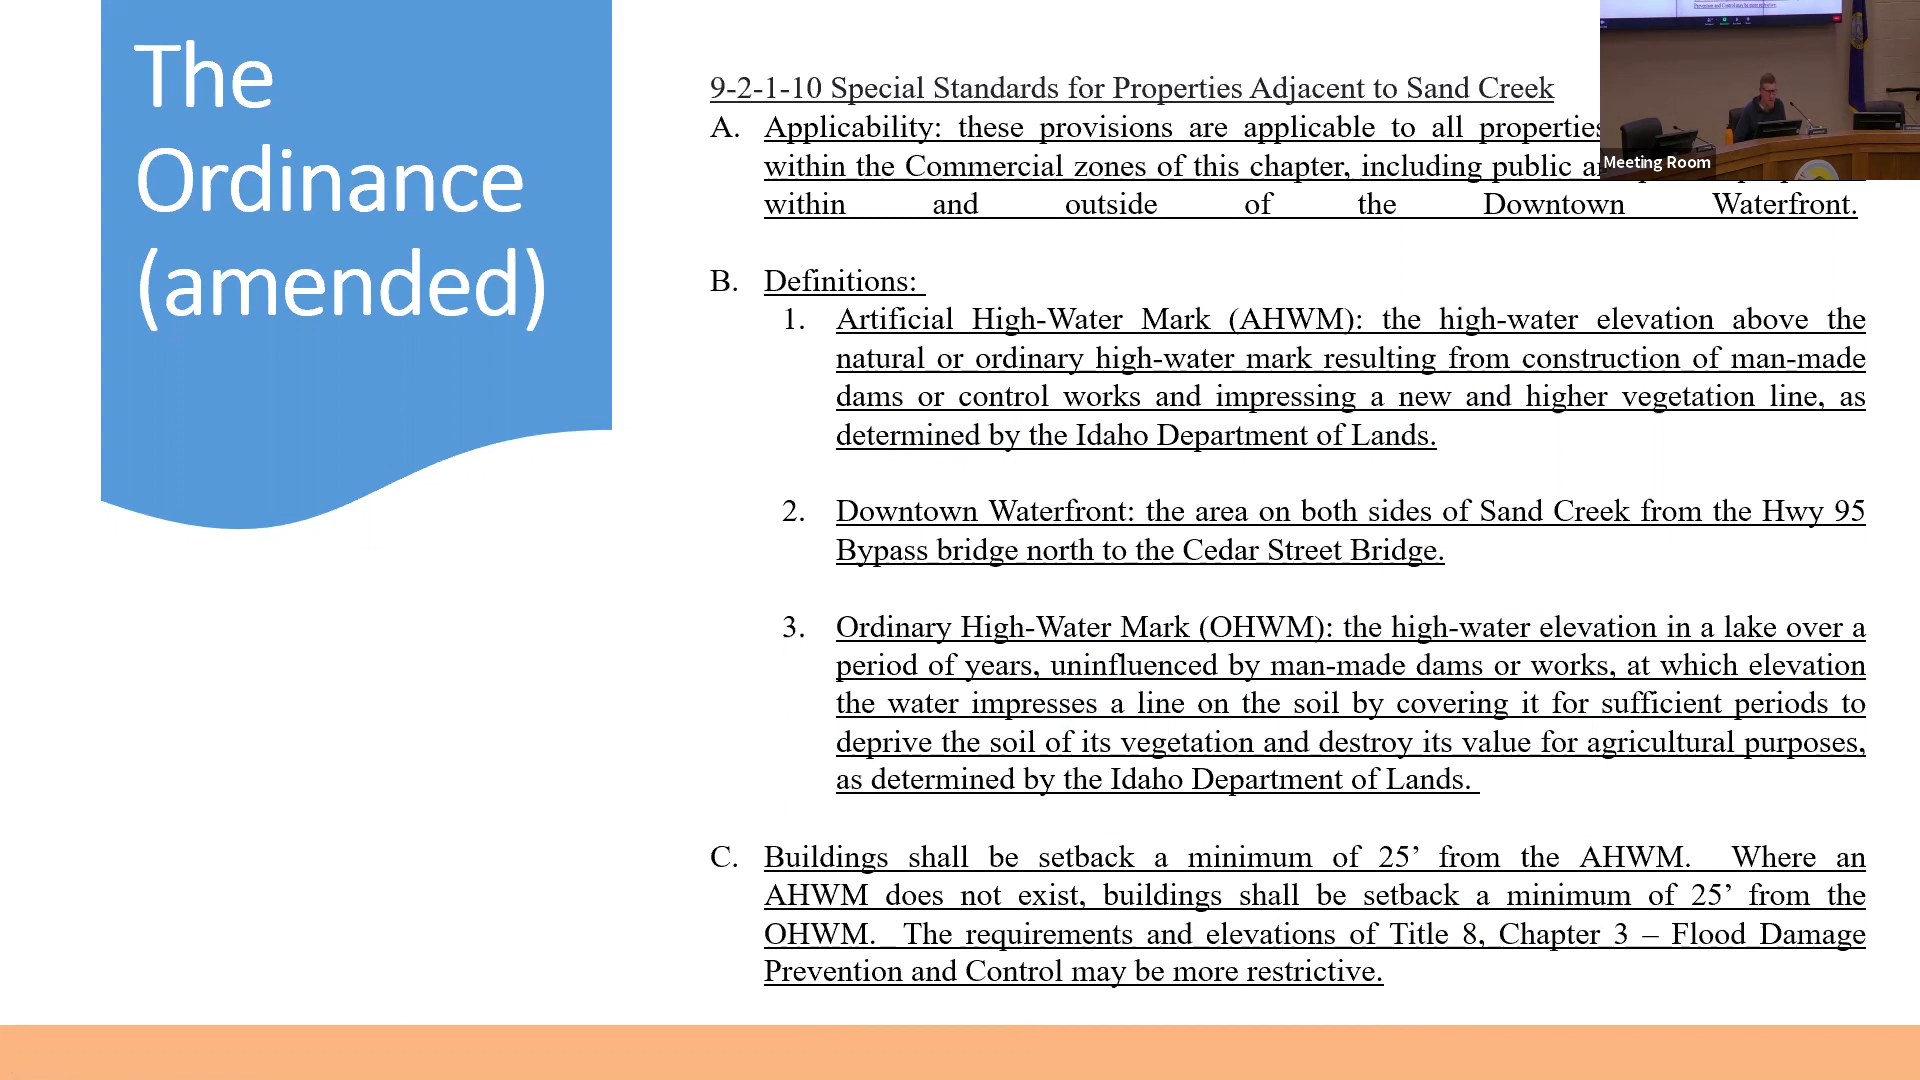 The
Ordinance
(amended)
9-2-1-10 Special Standards for Properties Adjacent to Sand Creek
A. Applicability: these provisions are applicable to all properties
within the Commercial zones of this chapter, including public
within and outside of the Downtown Waterfront.
B. Definitions:
1. Artificial High-Water Mark (AHWM): the high-water elevation above the
natural or ordinary high-water mark resulting from construction of man-made
dams or control works and impressing a new and higher vegetation line, as
determined by the Idaho Department of Lands.
2. Downtown Waterfront: the area on both sides of Sand Creek from the Hwy 95
Bypass bridge north to the Cedar Street Bridge.
3. Ordinary High-Water Mark (OHWM): the high-water elevation in a lake over a
period of years, uninfluenced by man-made dams or works, at which elevation
the water impresses a line on the soil by covering it for sufficient periods to
deprive the soil of its vegetation and destroy its value for agricultural purposes,
as determined by the Idaho Department of Lands.
C. Buildings shall be setback a minimum of 25’ from the AHWM. Where an
AHWM does not exist, buildings shall be setback a minimum of 25’ from the
OHWM. The requirements and elevations of Title 8, Chapter 3 – Flood Damage
Prevention and Control may be more restrictive.
Prevention and Control may be more restrictive.
Meeting Room